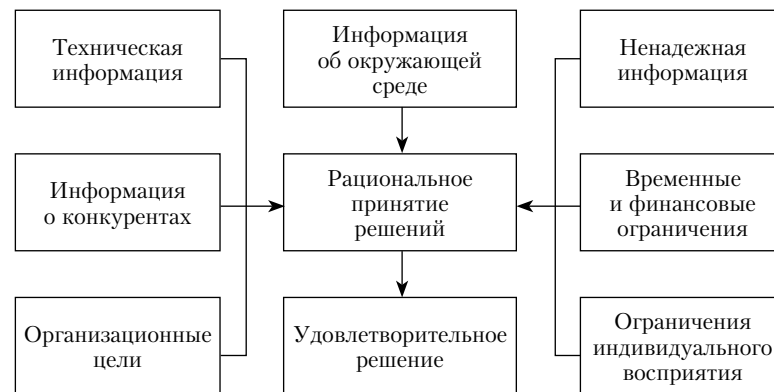 Техническая
информация
Информация
об окружающей
среде
Ненадежная
информация
Информация
о конкурентах
Рациональное
принятие
решений
Временные
и финансовые
ограничения
Организационные
цели
Удовлетворительное
решение
Ограничения
индивидуального
восприятия